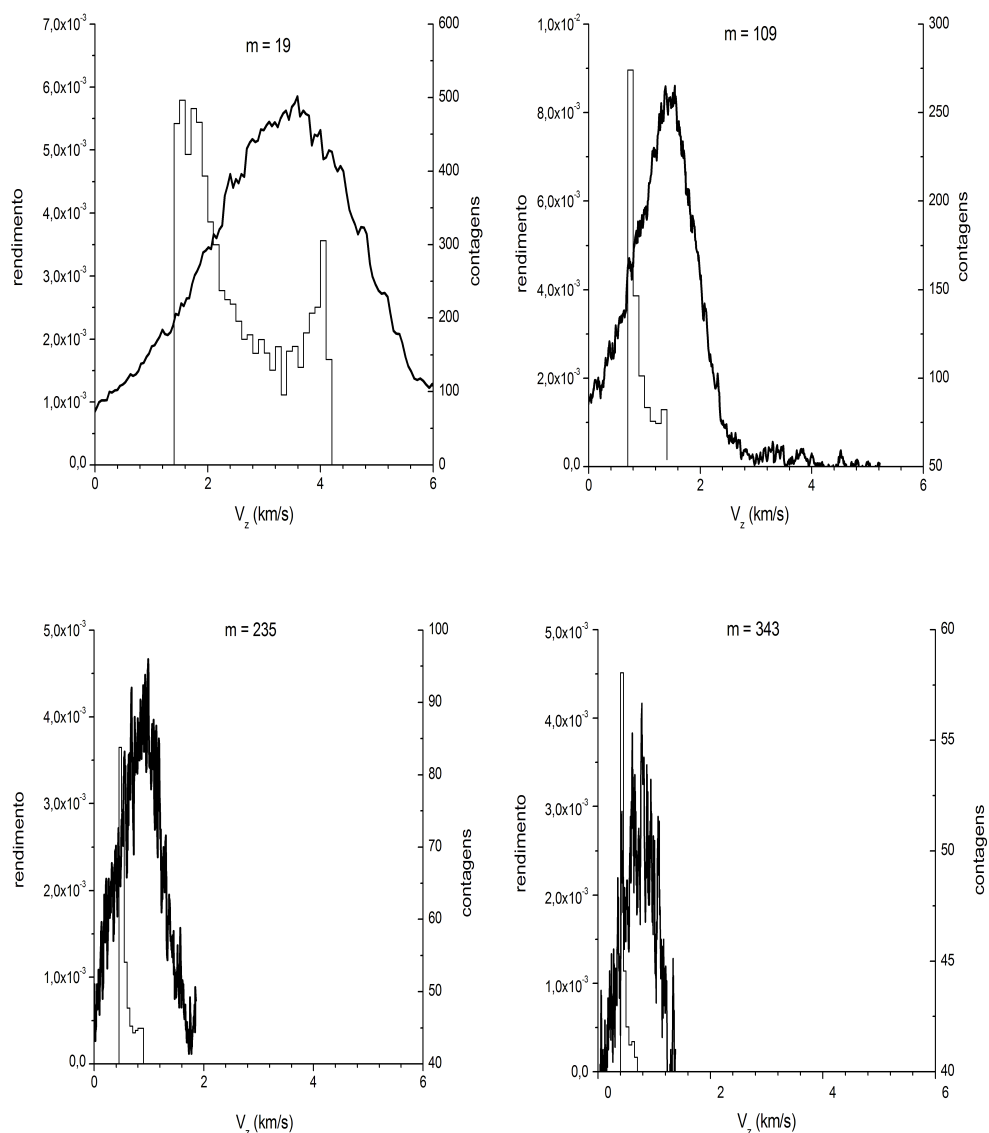 m = 19
7,0x10⁻³
6,0x10⁻³
5,0x10⁻³
4,0x10⁻³
3,0x10⁻³
2,0x10⁻³
1,0x10⁻³
0,0
rendimento
600
500
400
300
200
100
0
contagens
0 2 4 6
V_z (km/s)
m = 109
1,0x10⁻²
8,0x10⁻³
6,0x10⁻³
4,0x10⁻³
2,0x10⁻³
0,0
rendimento
300
250
200
150
100
50
contagens
0 2 4 6
V_z (km/s)
m = 235
5,0x10⁻³
4,0x10⁻³
3,0x10⁻³
2,0x10⁻³
1,0x10⁻³
0,0
rendimento
100
90
80
70
60
50
40
contagens
0 2 4 6
V_z (km/s)
m = 343
5,0x10⁻³
4,0x10⁻³
3,0x10⁻³
2,0x10⁻³
1,0x10⁻³
0,0
rendimento
60
55
50
45
40
contagens
0 2 4 6
V_z (km/s)